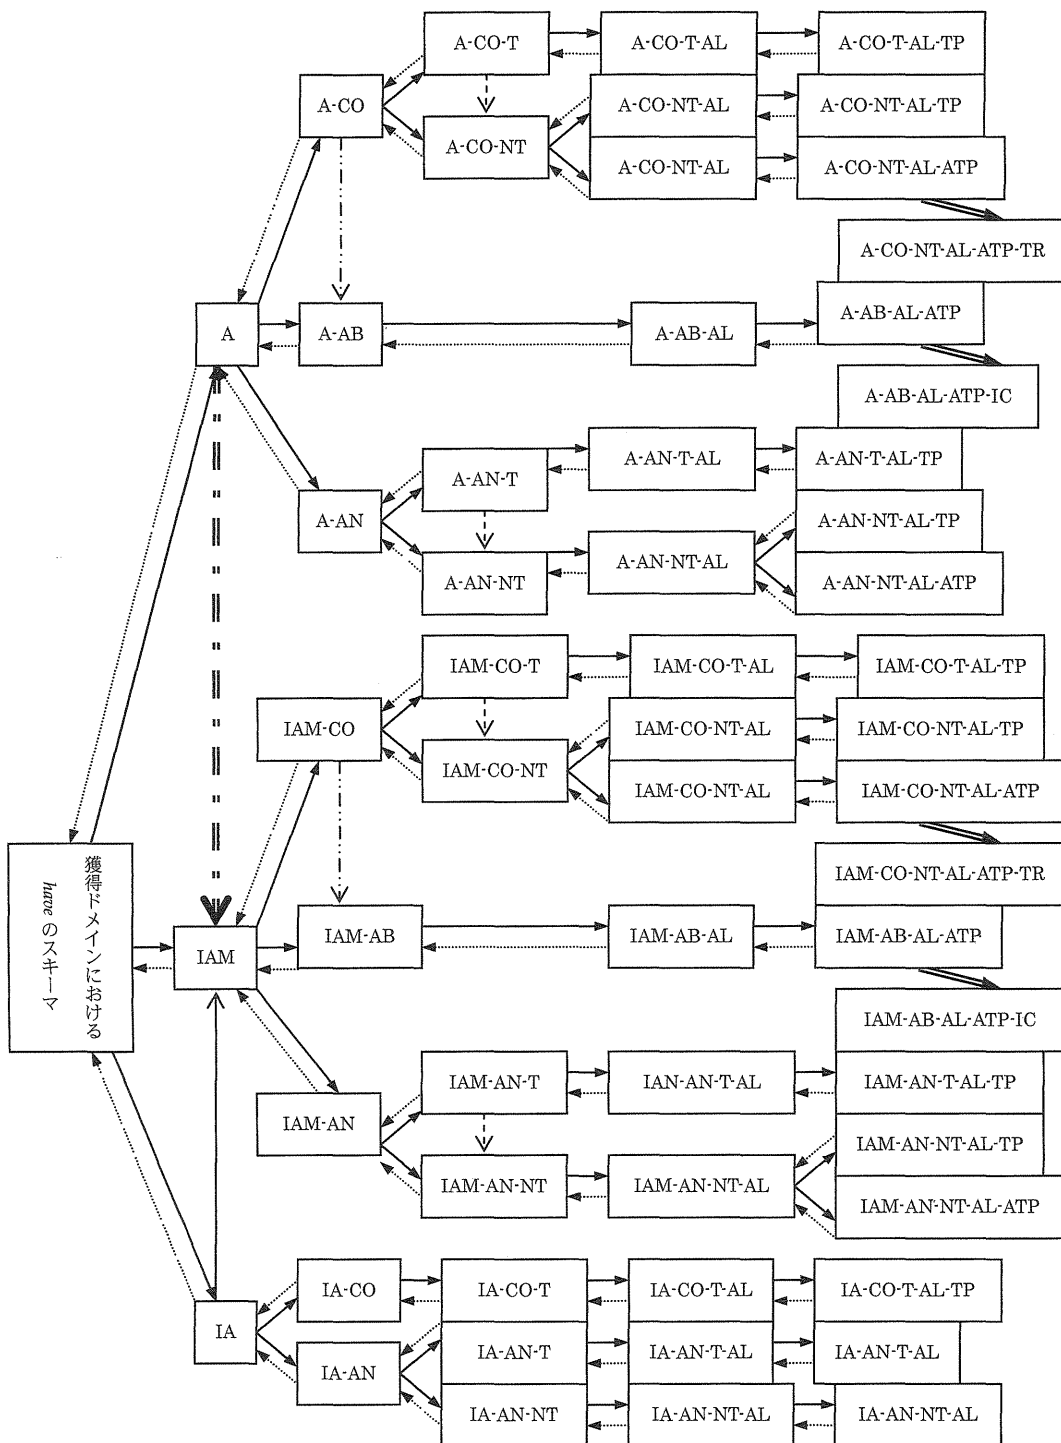 A-CO-T
A-CO-T-AL
A-CO-T-AL-TP
A-CO
A-CO-NT-AL
A-CO-NT-AL-TP
A-CO-NT
A-CO-NT-AL
A-CO-NT-AL-ATP
A-CO-NT-AL-ATP-TR
A
A-AB
A-AB-AL
A-AB-AL-ATP
A-AB-AL-ATP-IC
A-AN-T
A-AN-T-AL
A-AN-T-AL-TP
A-AN
A-AN-NT-AL-TP
A-AN-NT
A-AN-NT-AL
A-AN-NT-AL-ATP
IAM-CO-T
IAM-CO-T-AL
IAM-CO-T-AL-TP
IAM-CO
IAM-CO-NT-AL
IAM-CO-NT-AL-TP
IAM-CO-NT
IAM-CO-NT-AL
IAM-CO-NT-AL-ATP
IAM-CO-NT-AL-ATP-TR
獲得ドメインにおける
haveのスキーマ
IAM
IAM-AB
IAM-AB-AL
IAM-AB-AL-ATP
IAM-AB-AL-ATP-IC
IAM-AN-T
IAN-AN-T-AL
IAM-AN-T-AL-TP
IAM-AN
IAM-AN-NT-AL-TP
IAM-AN-NT
IAM-AN-NT-AL
IAM-AN-NT-AL-ATP
IA-CO
IA-CO-T
IA-CO-T-AL
IA-CO-T-AL-TP
IA
IA-AN-T
IA-AN-T-AL
IA-AN-T-AL
IA-AN
IA-AN-NT
IA-AN-NT-AL
IA-AN-NT-AL